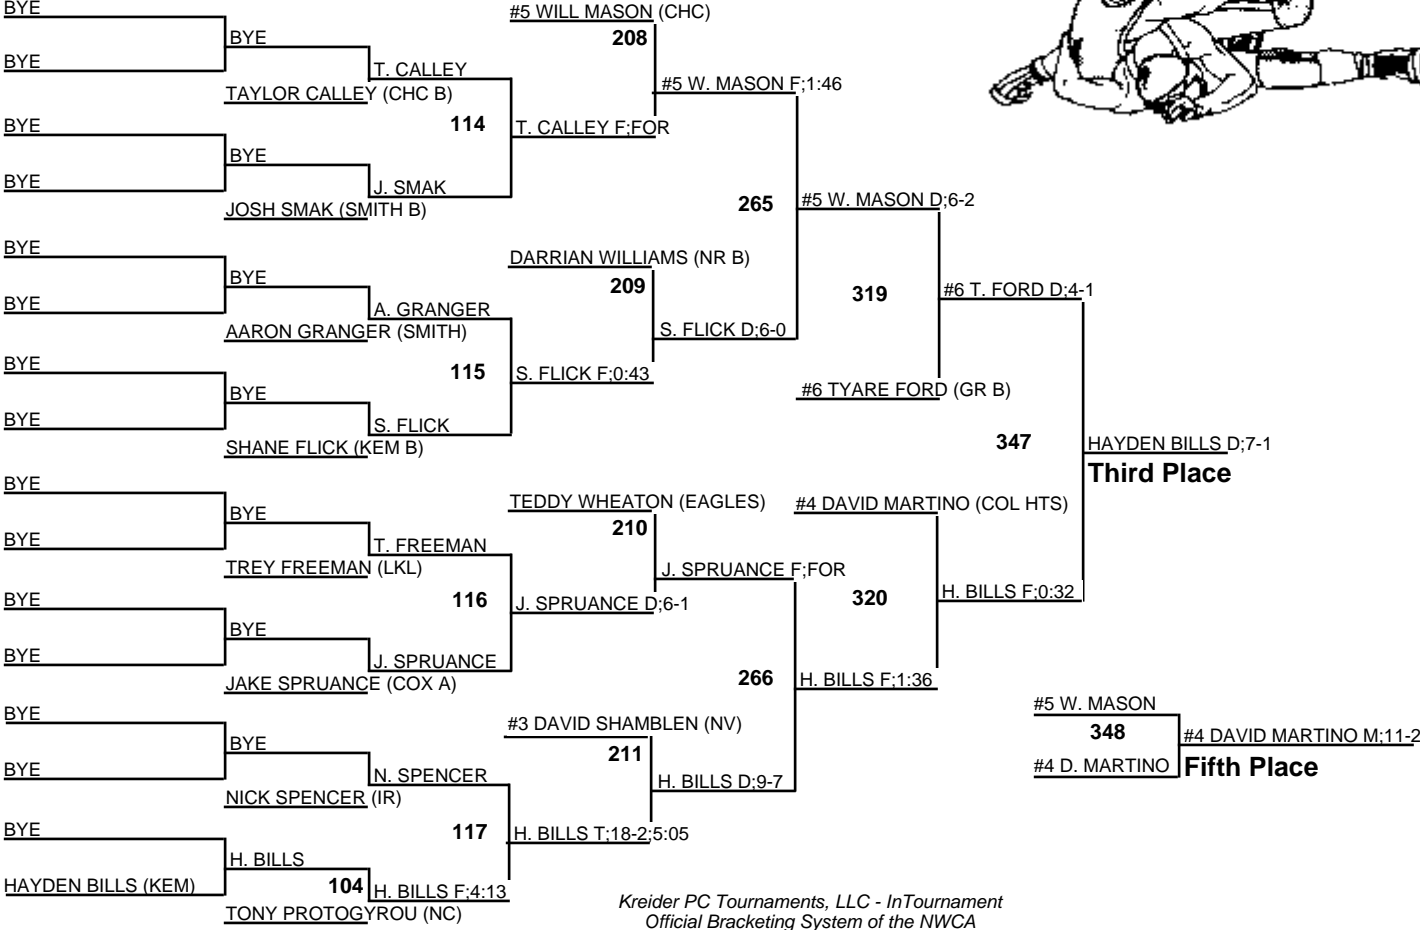 BYE
#5 WILL MASON (CHC)
BYE
208
BYE
T. CALLEY
#5 W. MASON F;1:46
TAYLOR CALLEY (CHC B)
BYE
114
T. CALLEY F;FOR
BYE
BYE
J. SMAK
#5 W. MASON D;6-2
265
JOSH SMAK (SMITH B)
BYE
DARRIAN WILLIAMS (NR B)
BYE
209
319
#6 T. FORD D;4-1
BYE
A. GRANGER
AARON GRANGER (SMITH)
S. FLICK D;6-0
BYE
115
S. FLICK F;0:43
BYE
#6 TYARE FORD (GR B)
BYE
S. FLICK
SHANE FLICK (KEM B)
347
HAYDEN BILLS D;7-1
Third Place
BYE
TEDDY WHEATON (EAGLES)
#4 DAVID MARTINO (COL HTS)
BYE
210
BYE
T. FREEMAN
TREY FREEMAN (LKL)
J. SPRUANCE F;FOR
BYE
116
J. SPRUANCE D;6-1
320
H. BILLS F;0:32
BYE
BYE
J. SPRUANCE
JAKE SPRUANCE (COX A)
266
H. BILLS F;1:36
BYE
#3 DAVID SHAMBLEN (NV)
#5 W. MASON
BYE
211
348
#4 DAVID MARTINO M;11-2
BYE
N. SPENCER
H. BILLS D;9-7
#4 D. MARTINO
Fifth Place
NICK SPENCER (IR)
BYE
117
H. BILLS T;18-2;5:05
H. BILLS
HAYDEN BILLS (KEM)
104
H. BILLS F;4:13
TONY PROTOGYROU (NC)
Kreider PC Tournaments, LLC - InTournament
Official Bracketing System of the NWCA